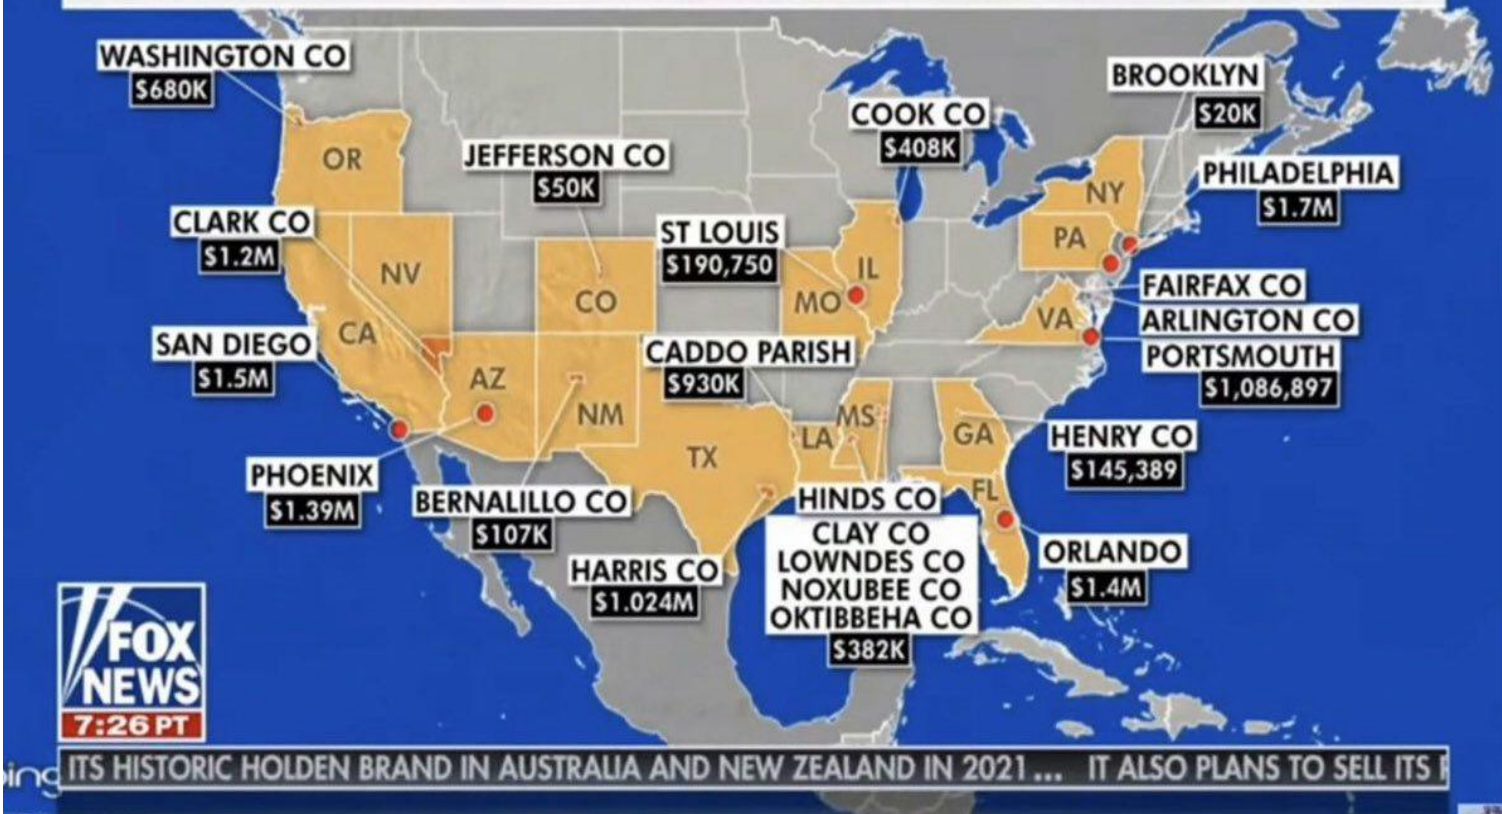 WASHINGTON CO
$680K
BROOKLYN
$20K
COOK CO
$408K
JEFFERSON CO
$50K
OR
NY
PHILADELPHIA
$1.7M
CLARK CO
$1.2M
ST LOUIS
$190,750
PA
NV
CO
IL
MO
CA
VA
FAIRFAX CO
ARLINGTON CO
PORTSMOUTH
$1,086,897
SAN DIEGO
$1.5M
CADDO PARISH
$930K
AZ
NM
TX
LA
MS
GA
HENRY CO
$145,389
PHOENIX
$1.39M
BERNALILLO CO
$107K
HINDS CO
CLAY CO
LOWNDES CO
NOXUBEE CO
OKTIBBEHA CO
$382K
FL
ORLANDO
$1.4M
HARRIS CO
$1.024M
FOX
NEWS
7:26 PT
ing
ITS HISTORIC HOLDEN BRAND IN AUSTRALIA AND NEW ZEALAND IN 2021... IT ALSO PLANS TO SELL ITS